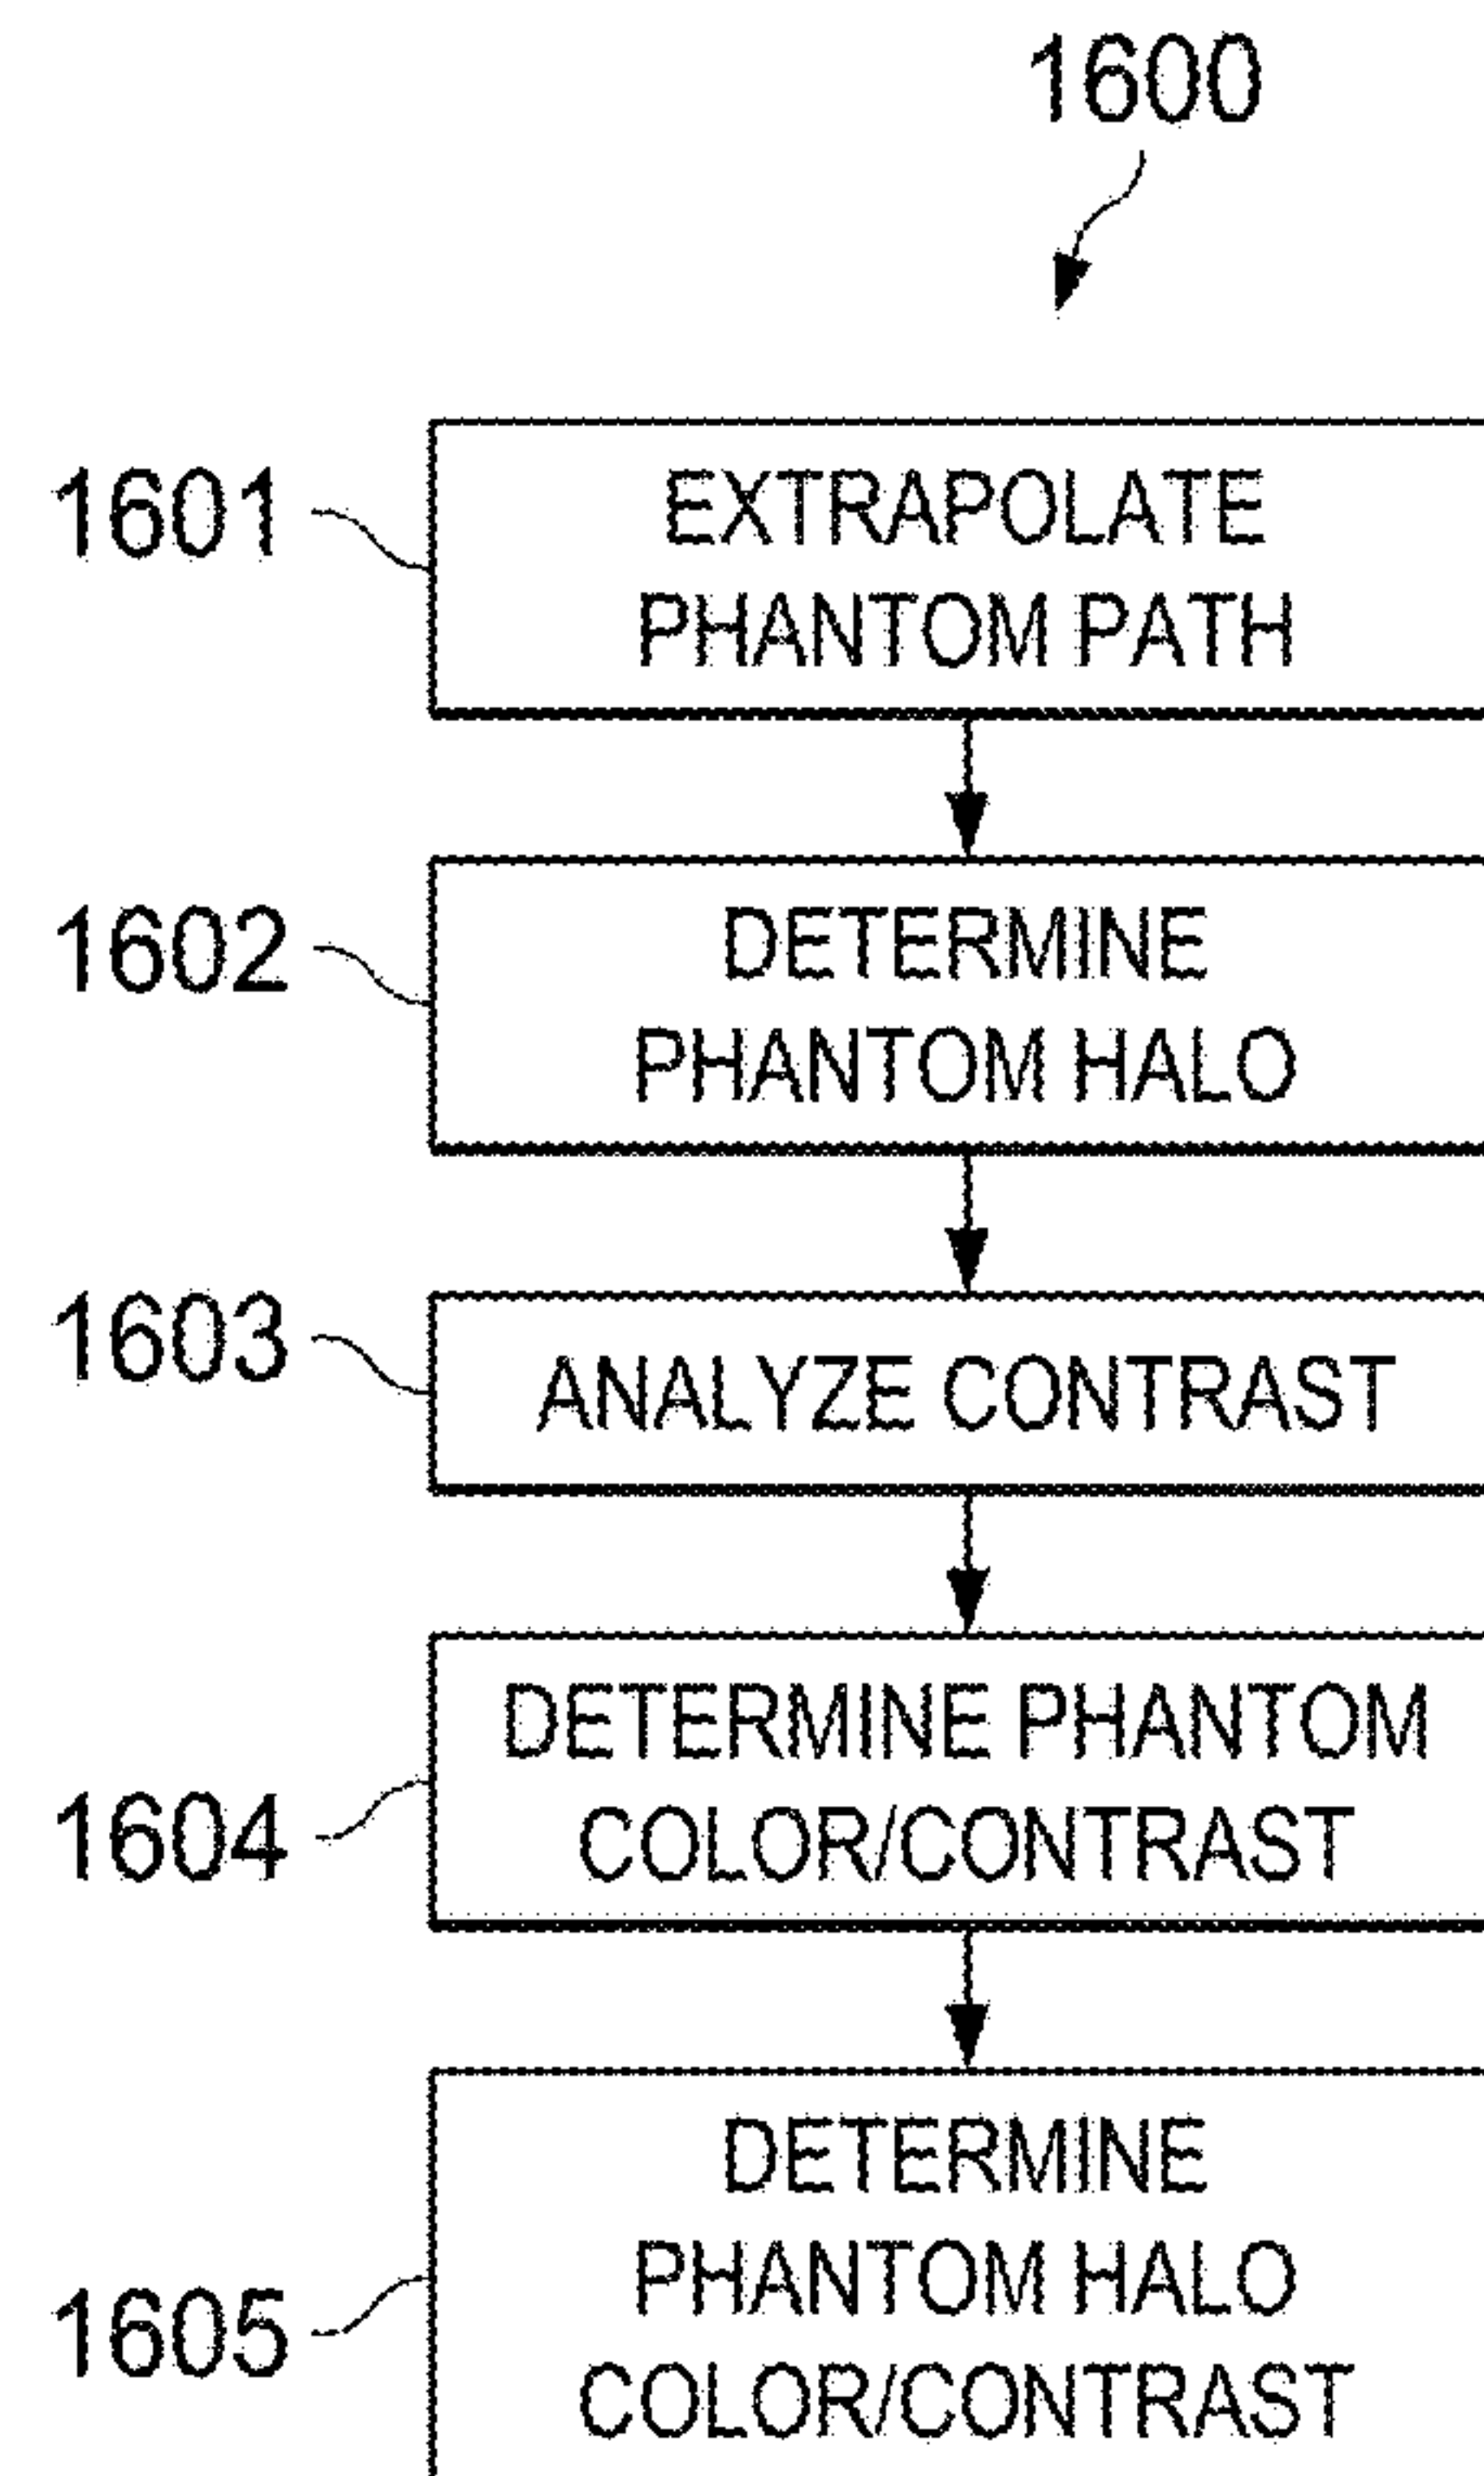 1600
1601
EXTRAPOLATE
PHANTOM PATH
1602
DETERMINE
PHANTOM HALO
1603
ANALYZE CONTRAST
1604
DETERMINE PHANTOM
COLOR/CONTRAST
1605
DETERMINE
PHANTOM HALO
COLOR/CONTRAST